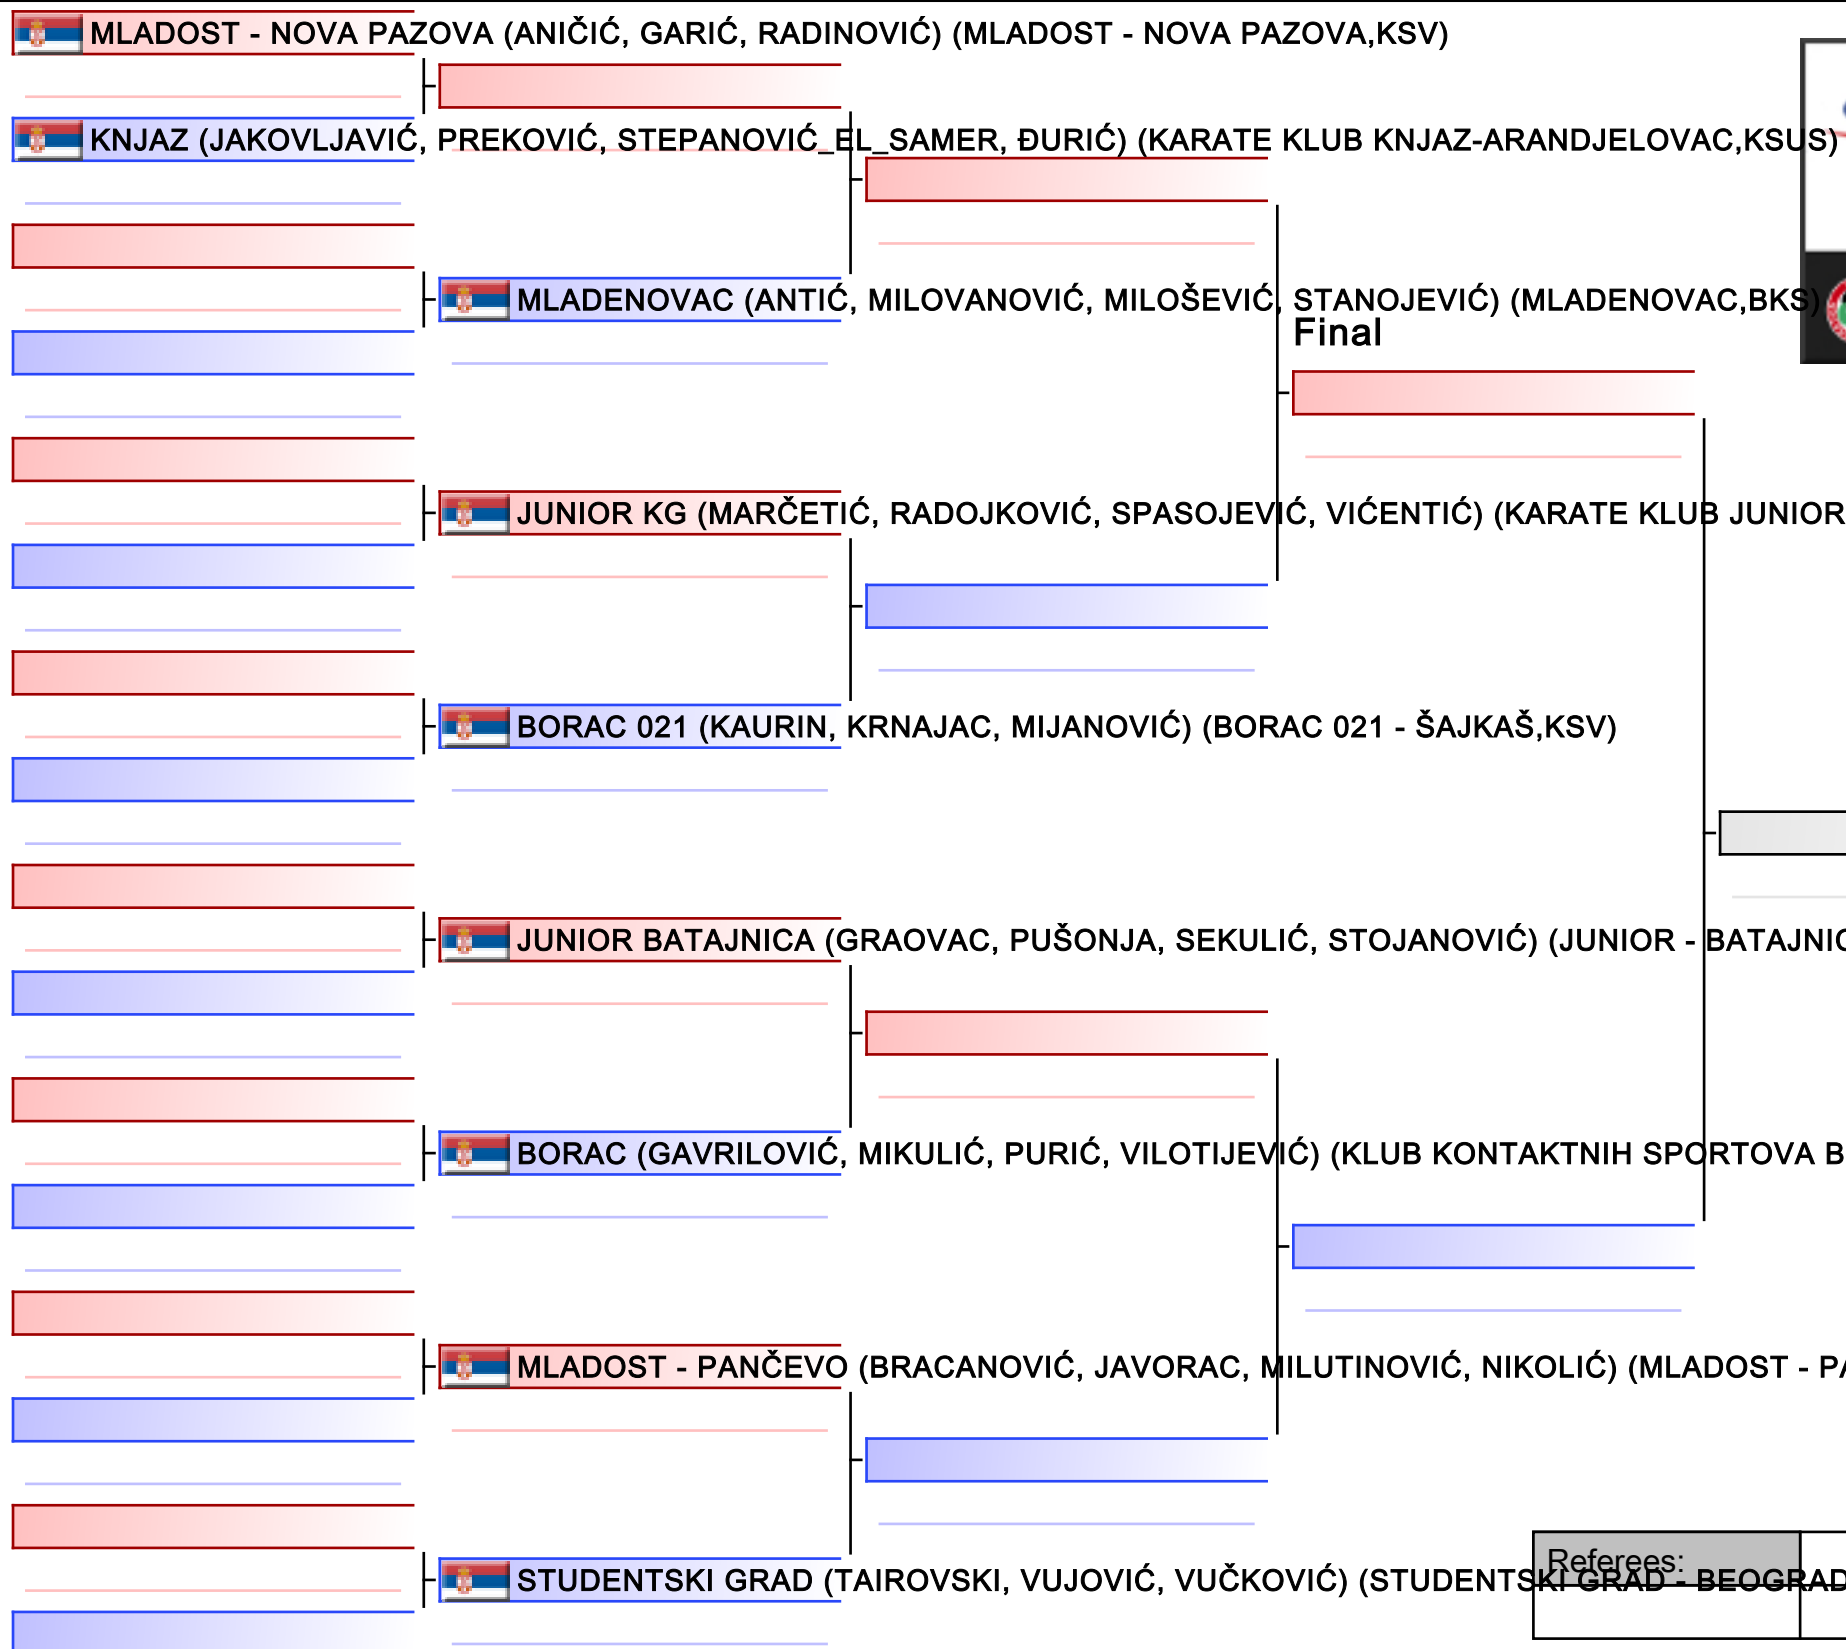 MLADOST - NOVA PAZOVA (ANIČIĆ, GARIĆ, RADINOVIĆ) (MLADOST - NOVA PAZOVA,KSV)
KNJAZ (JAKOVLJAVIĆ, PREKOVIĆ, STEPANOVIĆ_EL_SAMER, ĐURIĆ) (KARATE KLUB KNJAZ-ARANDJELOVAC,KSUS)
MLADENOVAC (ANTIĆ, MILOVANOVIĆ, MILOŠEVIĆ, STANOJEVIĆ) (MLADENOVAC,BKS)
Final
JUNIOR KG (MARČETIĆ, RADOJKOVIĆ, SPASOJEVIĆ, VIĆENTIĆ) (KARATE KLUB JUNIOR
BORAC 021 (KAURIN, KRNAJAC, MIJANOVIĆ) (BORAC 021 - ŠAJKAŠ,KSV)
JUNIOR BATAJNICA (GRAOVAC, PUŠONJA, SEKULIĆ, STOJANOVIĆ) (JUNIOR - BATAJNIC
BORAC (GAVRILOVIĆ, MIKULIĆ, PURIĆ, VILOTIJEVIĆ) (KLUB KONTAKTNIH SPORTOVA B
MLADOST - PANČEVO (BRACANOVIĆ, JAVORAC, MILUTINOVIĆ, NIKOLIĆ) (MLADOST - PA
Referees:
STUDENTSKI GRAD (TAIROVSKI, VUJOVIĆ, VUČKOVIĆ) (STUDENTSKI GRAD - BEOGRAD